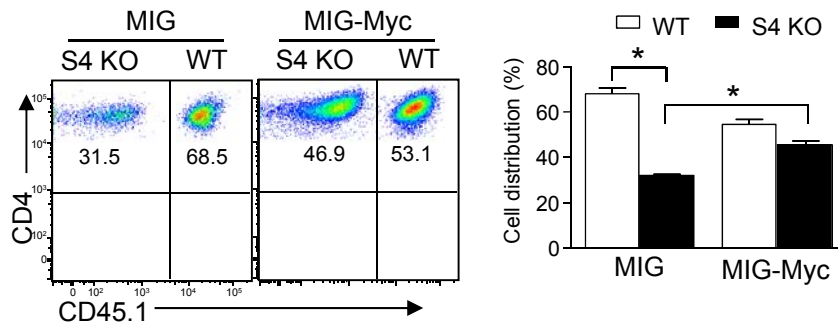 MIG MIG-Myc
S4 KO WT S4 KO WT
10⁵
10⁴
10³
10²
0
31.5 68.5 46.9 53.1
CD4
0 10² 10³ 10⁴ 10⁵
CD45.1
WT S4 KO
Cell distribution (%)
80
60
40
20
0
* *
MIG MIG-Myc